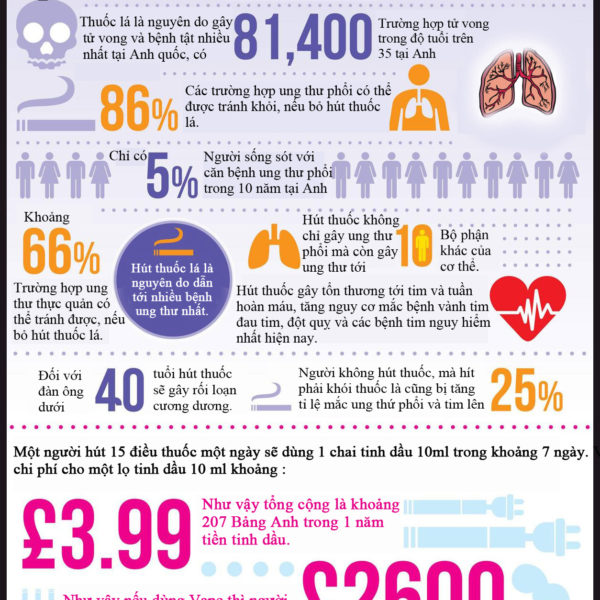 Thuốc lá là nguyên do gây
tử vong và bệnh tật nhiều
nhất tại Anh quốc, có
81,400
Trường hợp tử vong
trong độ tuổi trên
35 tại Anh
86%
Các trường hợp ung thư phổi có thể
được tránh khỏi, nếu bỏ hút thuốc
lá.
Chỉ có
5%
Người sống sót với
căn bệnh ung thư phổi
trong 10 năm tại Anh
Khoảng
66%
Trường hợp ung
thư thực quản có
thể tránh được, nếu
bỏ hút thuốc lá.
Hút thuốc lá là
nguyên do dẫn
tới nhiều bệnh
ung thư nhất.
Hút thuốc không
chỉ gây ung thư
phổi mà còn gây
ung thư tới
10
Bộ phận
khác của
cơ thể.
Hút thuốc gây tổn thương tới tim và tuần
hoàn máu, tăng nguy cơ mắc bệnh vành tim
đau tim, đột quỵ và các bệnh tim nguy hiểm
nhất hiện nay.
Đối với
đàn ông
dưới
40
tuổi hút thuốc
sẽ gây rối loạn
cương dương.
Người không hút thuốc, mà hít
phải khói thuốc lá cũng bị tăng
tỉ lệ mắc ung thứ phổi và tim lên
25%
Một người hút 15 điều thuốc một ngày sẽ dùng 1 chai tinh dầu 10ml trong khoảng 7 ngày.
chi phí cho một lọ tinh dầu 10 ml khoảng :
£3.99
Như vậy tổng cộng là khoảng
207 Bảng Anh trong 1 năm
tiền tinh dầu.
£2600
Như vậy nếu dùng Vape thì người